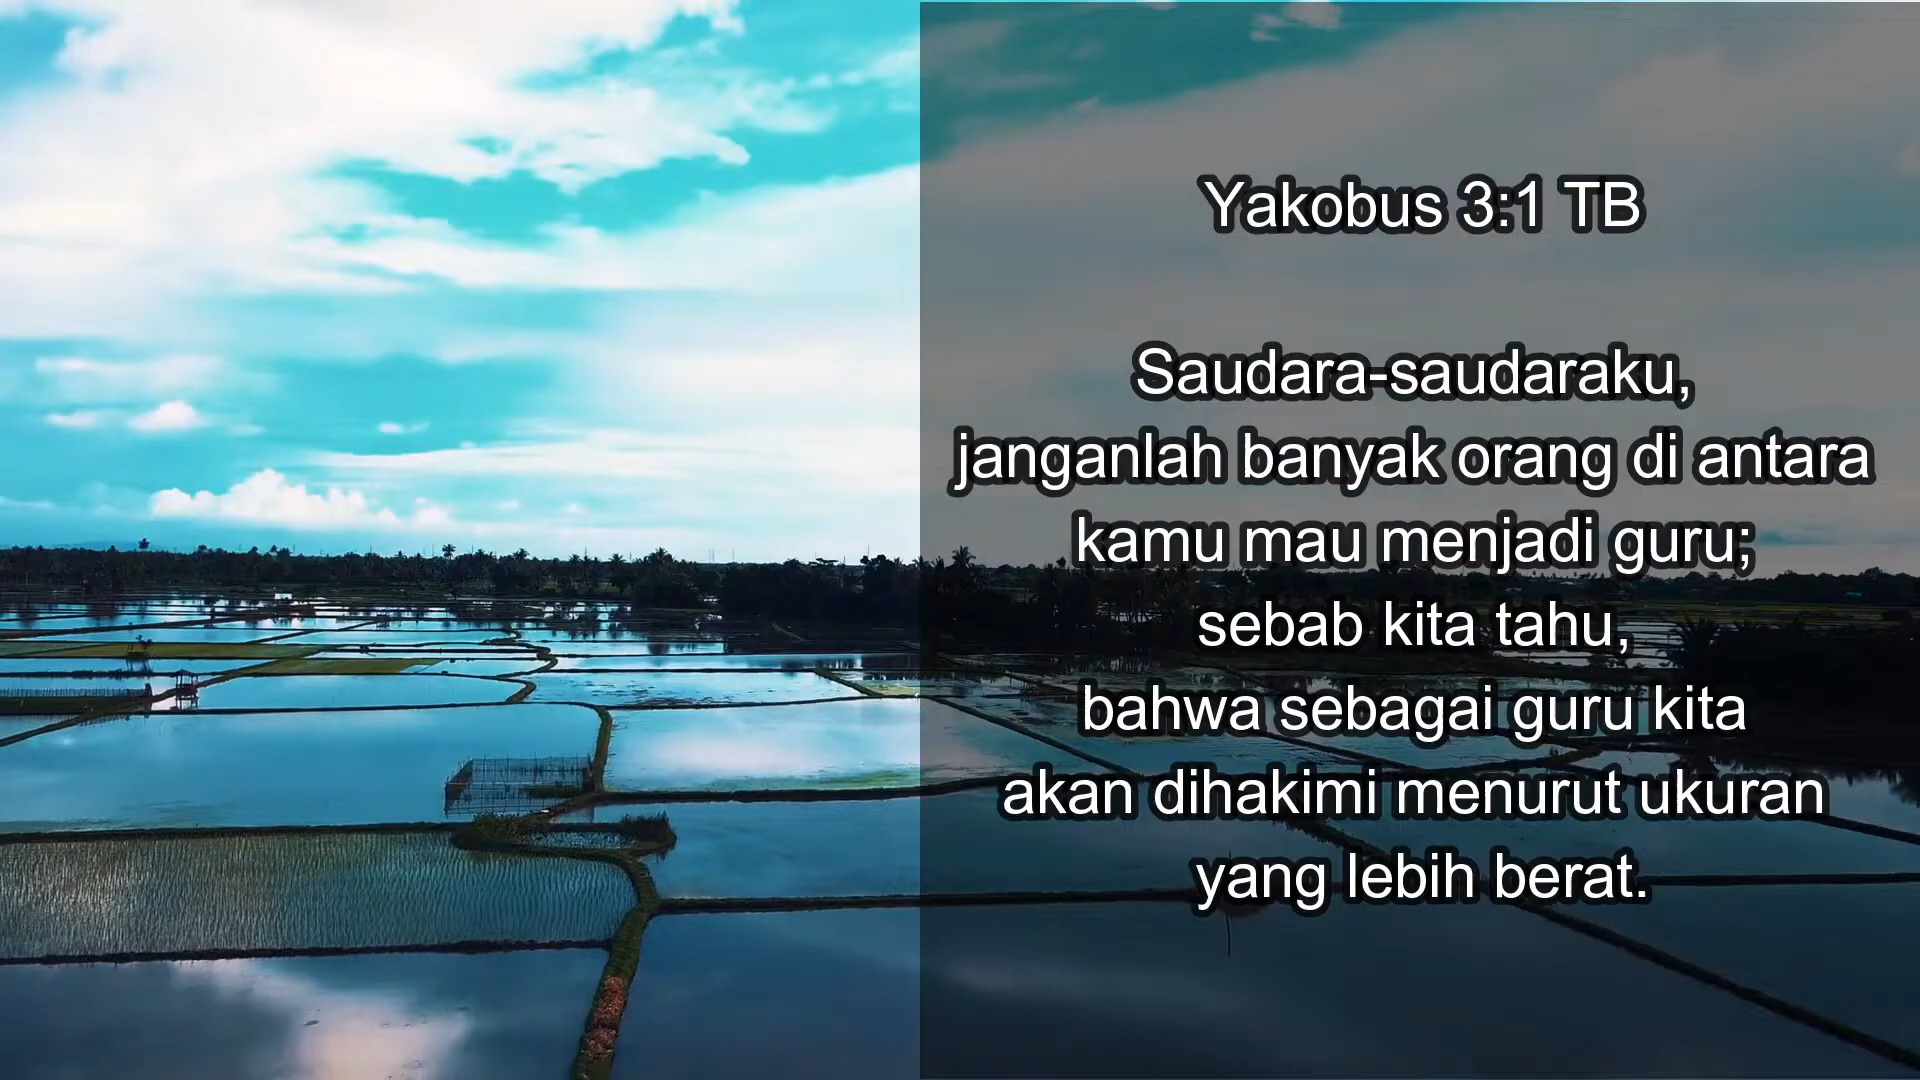 Yakobus 3:1 TB
Saudara-saudaraku,
janganlah banyak orang di antara
kamu mau menjadi guru;
sebab kita tahu,
bahwa sebagai guru kita
akan dihakimi menurut ukuran
yang lebih berat.